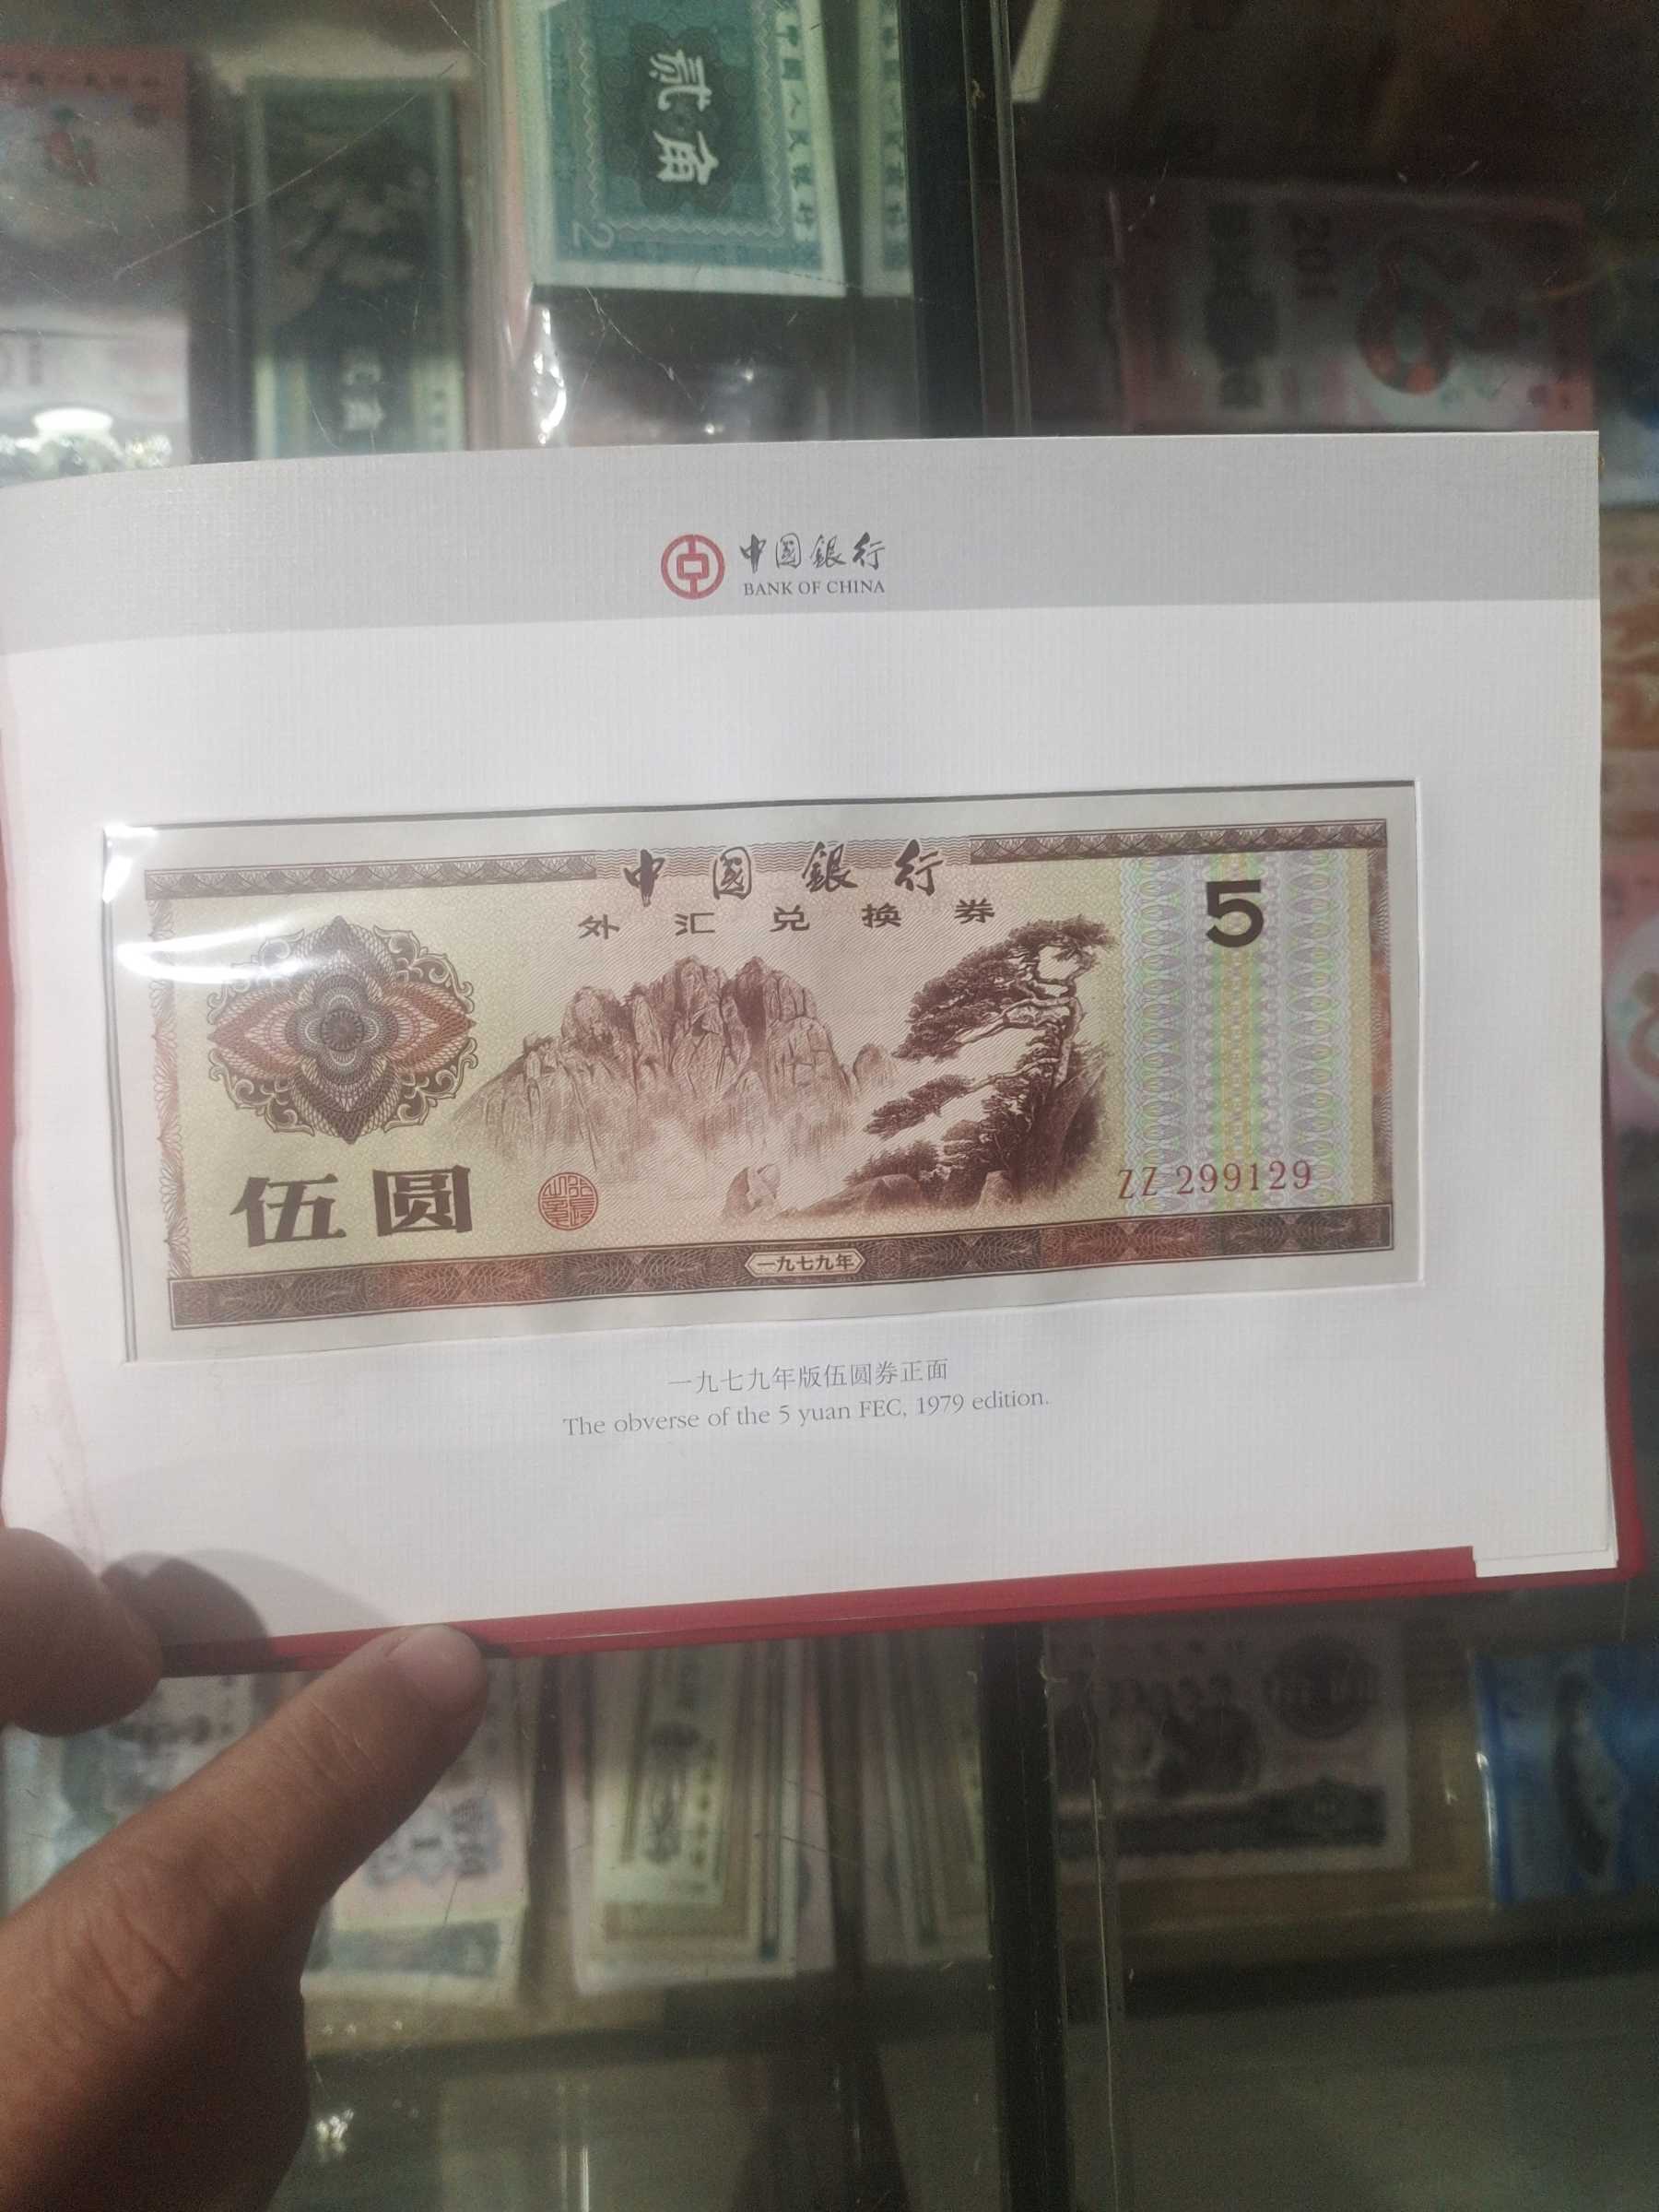 贰角
2
中國銀行
BANK OF CHINA
中國銀行
外汇兑换券
5
伍圆
ZZ 299129
一九七九年
一九七九年版伍圆券正面
The obverse of the 5 yuan FEC, 1979 edition.